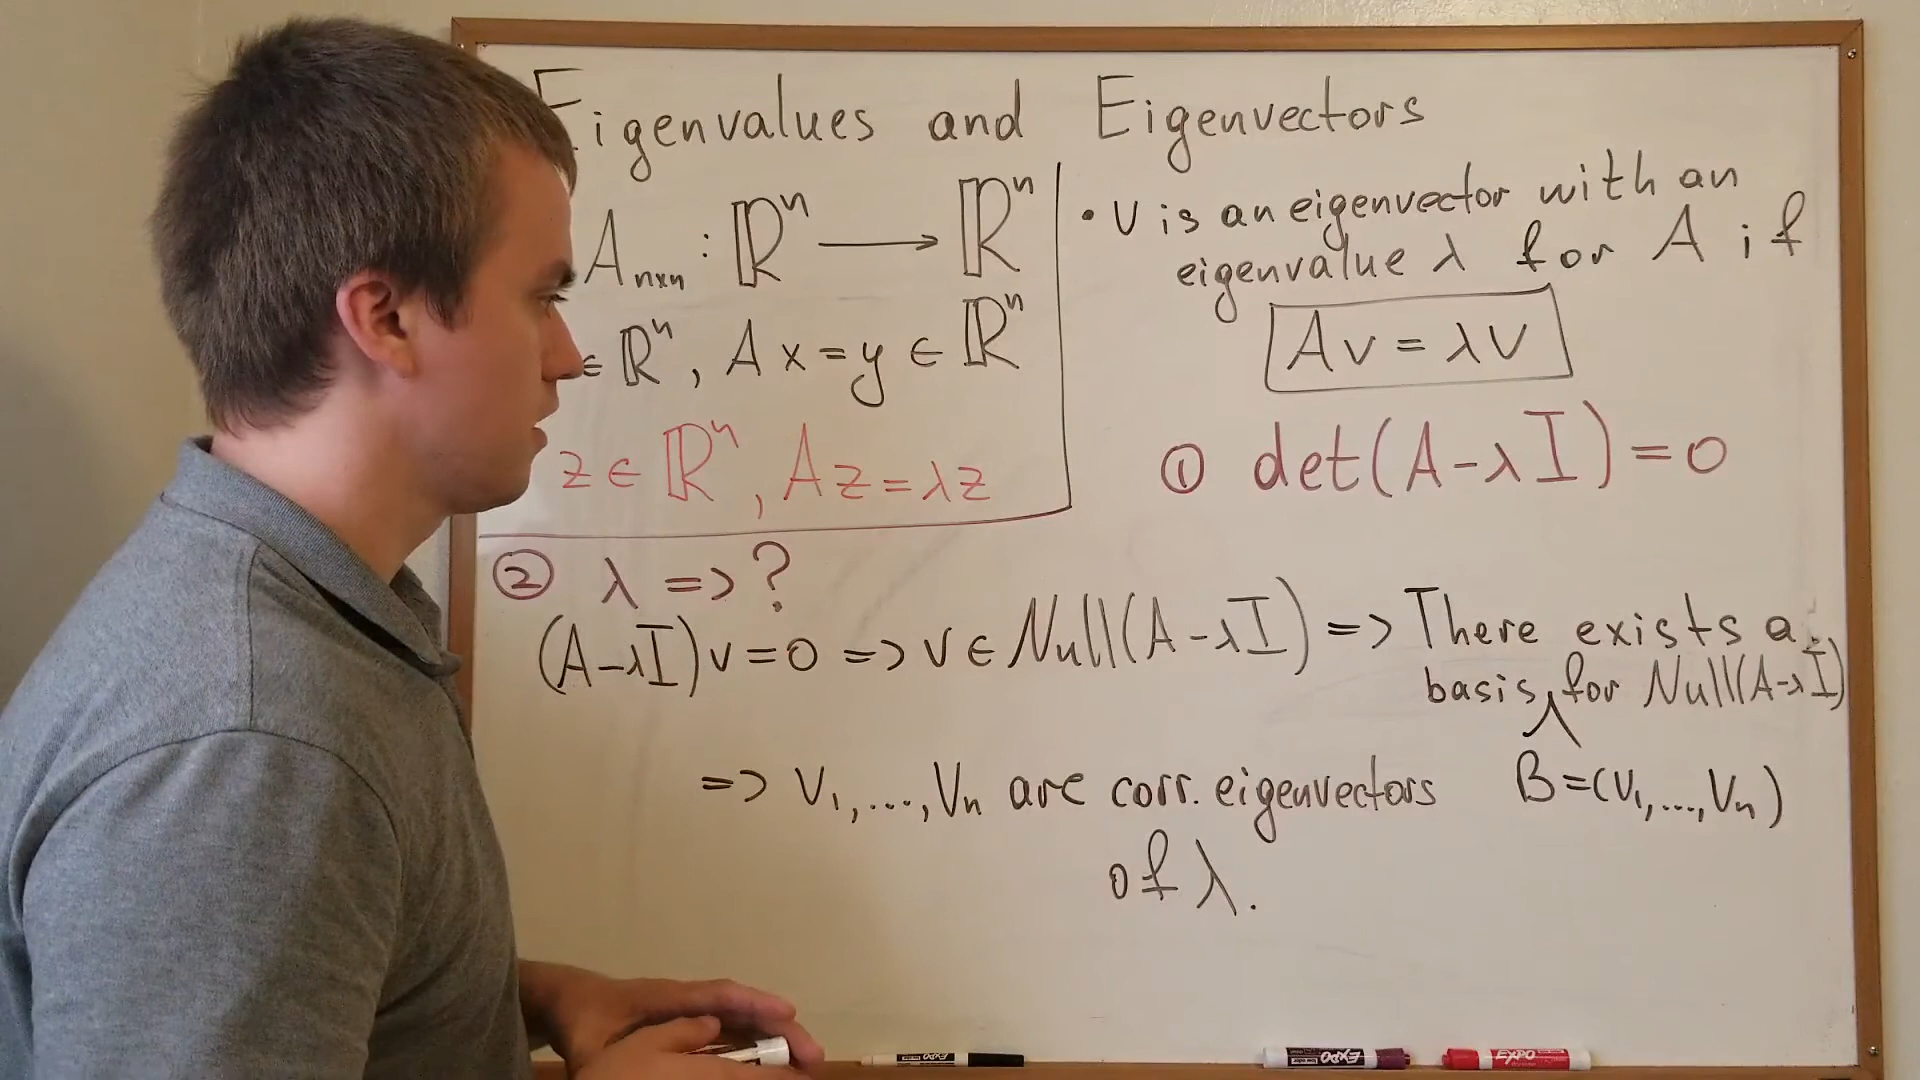 Eigenvalues and Eigenvectors
Aₙₓₙ : ℝⁿ → ℝⁿ
∈ ℝⁿ, Ax = y ∈ ℝⁿ
z ∈ ℝⁿ, Az = λz
• v is an eigenvector with an
eigenvalue λ for A if
Av = λv
① det(A - λI) = 0
② λ => ?
(A - λI)v = 0 => v ∈ Null(A - λI) => There exists a
basis for Null(A - λI)
B = (v₁, ..., vₙ)
=> v₁, ..., vₙ are corr. eigenvectors
of λ.
EXPO
EXPO
EXPO